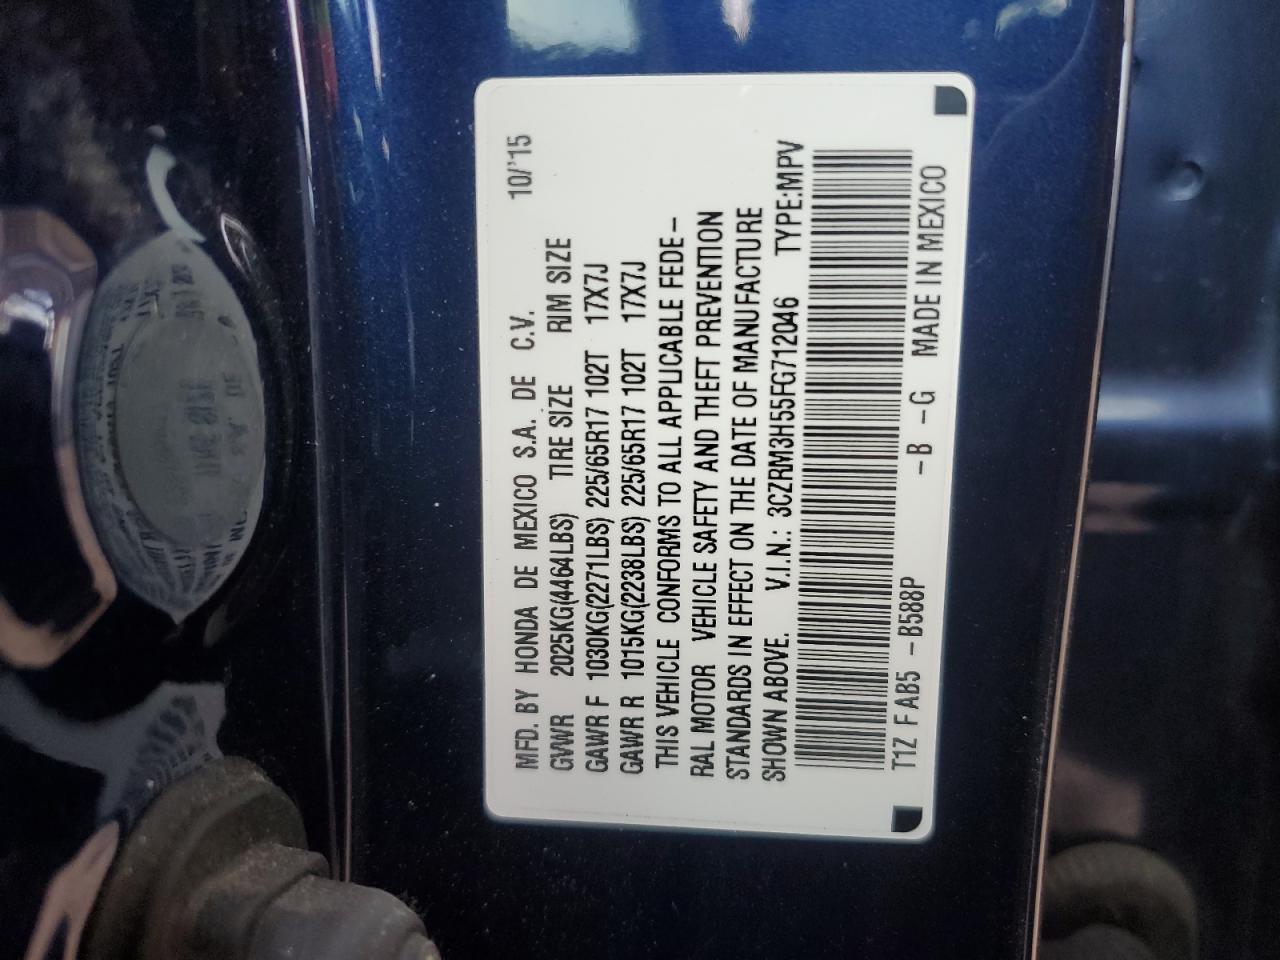 MFD. BY HONDA DE MEXICO S.A. DE C.V. 10/'15
GVWR 2025KG(4464LBS) TIRE SIZE RIM SIZE
GAWR F 1030KG(2271LBS) 225/65R17 102T 17X7J
GAWR R 1015KG(2238LBS) 225/65R17 102T 17X7J
THIS VEHICLE CONFORMS TO ALL APPLICABLE FEDE-
RAL MOTOR VEHICLE SAFETY AND THEFT PREVENTION
STANDARDS IN EFFECT ON THE DATE OF MANUFACTURE
SHOWN ABOVE. V.I.N.: 3CZRM3H55FG712046 TYPE:MPV
T1Z F AB5 -B588P -B -G MADE IN MEXICO